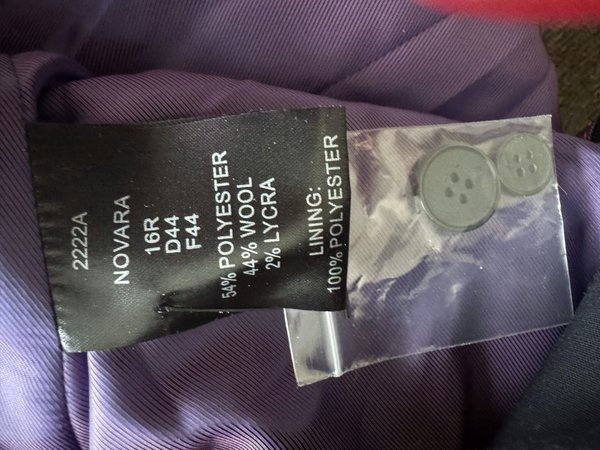 2222A
NOVARA
16R
D44
F44
54% POLYESTER
44% WOOL
2% LYCRA
LINING:
100% POLYESTER